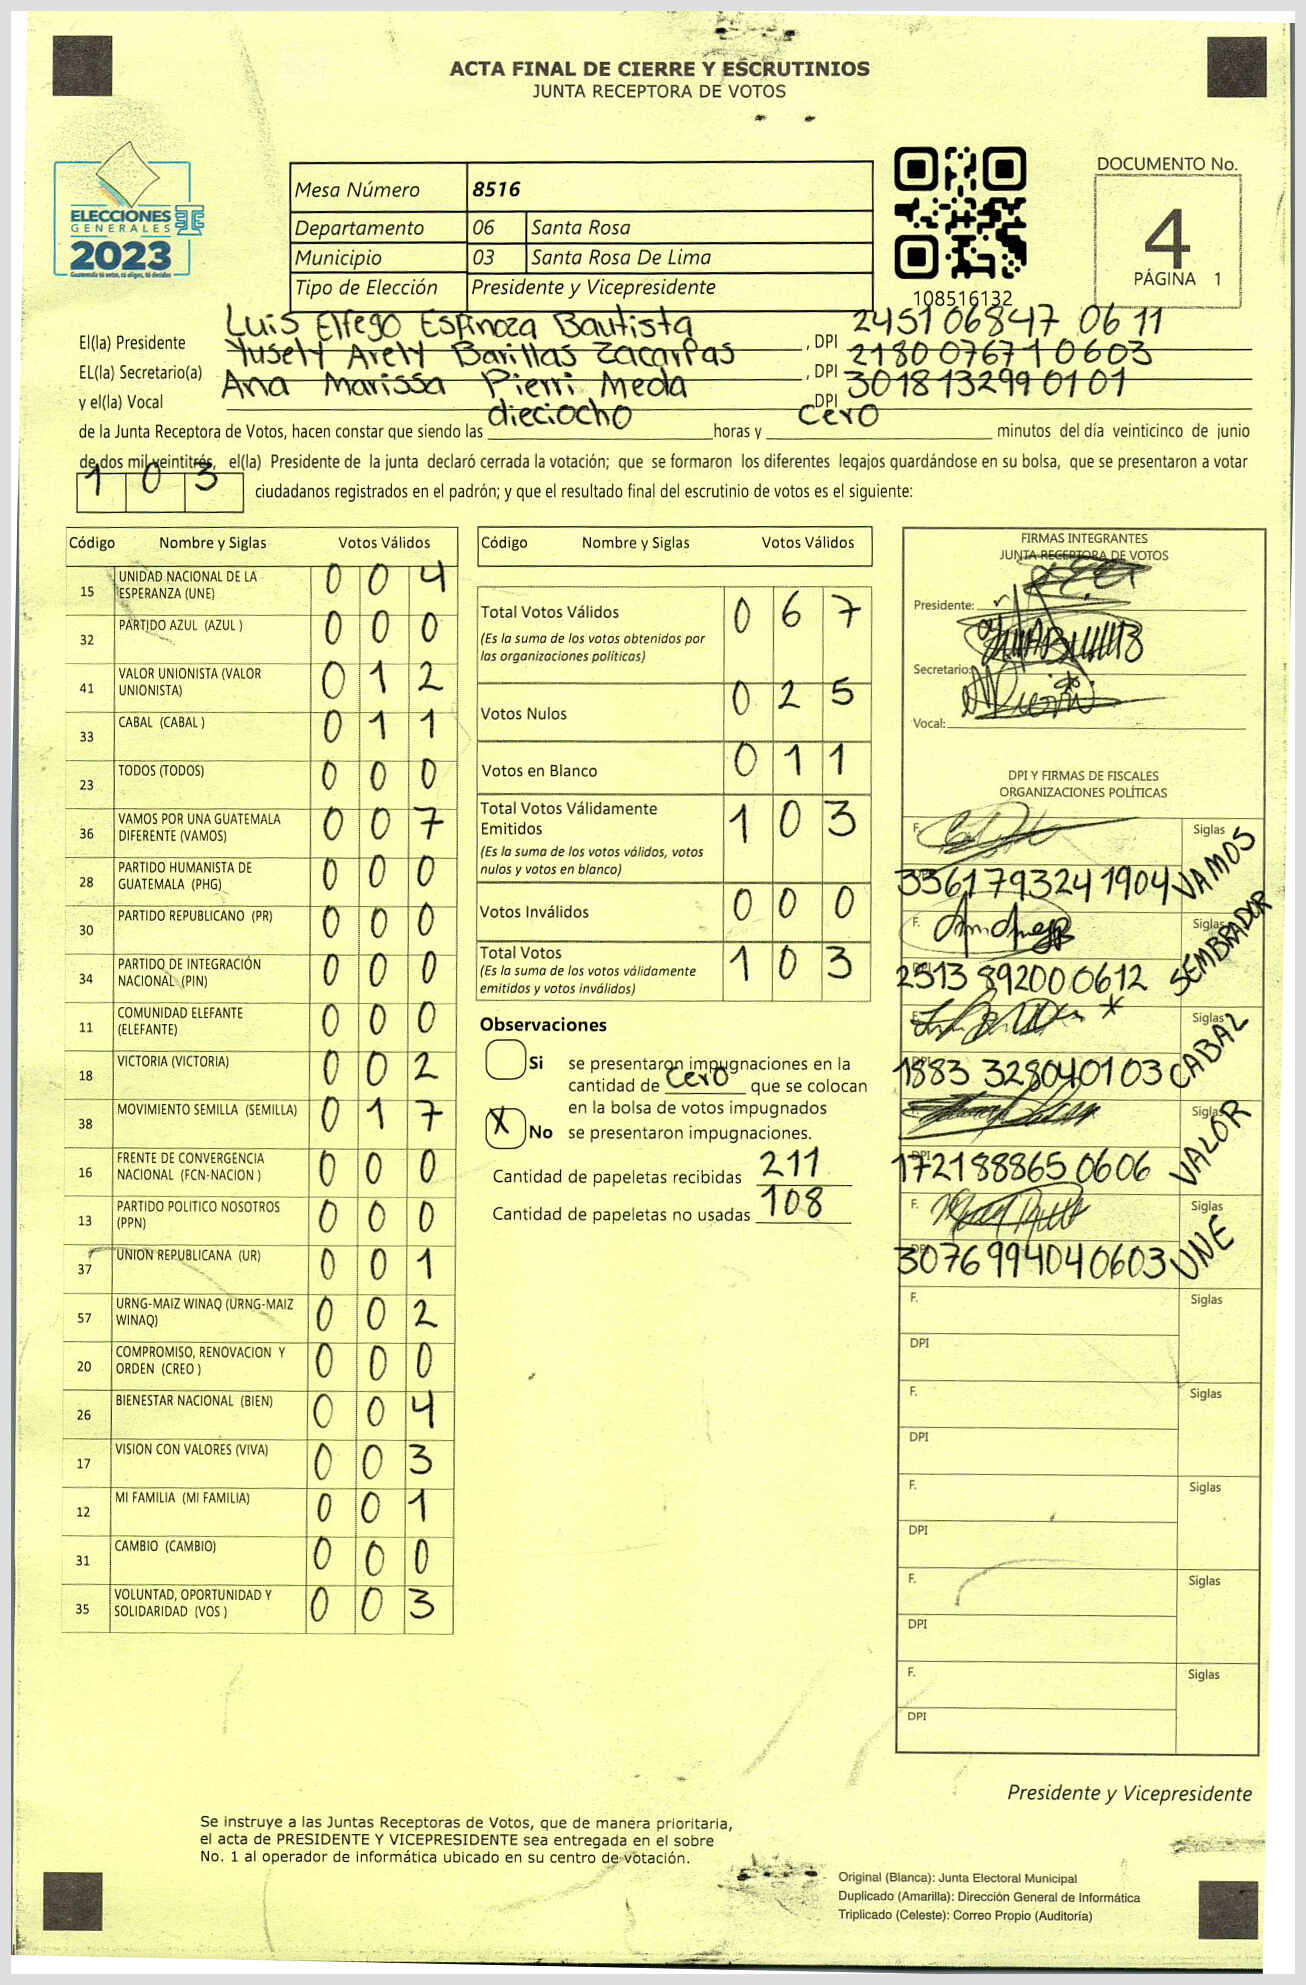 ACTA FINAL DE CIERRE Y ESCRUTINIOS
JUNTA RECEPTORA DE VOTOS
ELECCIONES
GENERALES
2023
Guatemala tú votas, tú eliges, tú decides
Mesa Número 8516
Departamento 06 Santa Rosa
Municipio 03 Santa Rosa De Lima
Tipo de Elección Presidente y Vicepresidente
108516132
DOCUMENTO No.
4
PÁGINA 1
El(la) Presidente Luis Elfego Espinoza Bautista, DPI 2451 06847 0611
EL(la) Secretario(a) Yusely Arely Barillas Zacarpas, DPI 2180 07671 0603
y el(la) Vocal Ana Marissa Pierri Meda DPI 3018 13299 0101
de la Junta Receptora de Votos, hacen constar que siendo las dieciocho horas y cero minutos del día veinticinco de junio
de dos mil veintitrés, el(la) Presidente de la junta declaró cerrada la votación; que se formaron los diferentes legajos quardándose en su bolsa, que se presentaron a votar
1 0 3 ciudadanos registrados en el padrón; y que el resultado final del escrutinio de votos es el siguiente:
Código Nombre y Siglas Votos Válidos
15 UNIDAD NACIONAL DE LA ESPERANZA (UNE) 0 0 4
32 PARTIDO AZUL (AZUL ) 0 0 0
41 VALOR UNIONISTA (VALOR UNIONISTA) 0 1 2
33 CABAL (CABAL ) 0 1 1
23 TODOS (TODOS) 0 0 0
36 VAMOS POR UNA GUATEMALA DIFERENTE (VAMOS) 0 0 7
28 PARTIDO HUMANISTA DE GUATEMALA (PHG) 0 0 0
30 PARTIDO REPUBLICANO (PR) 0 0 0
34 PARTIDO DE INTEGRACIÓN NACIONAL (PIN) 0 0 0
11 COMUNIDAD ELEFANTE (ELEFANTE) 0 0 0
18 VICTORIA (VICTORIA) 0 0 2
38 MOVIMIENTO SEMILLA (SEMILLA) 0 1 7
16 FRENTE DE CONVERGENCIA NACIONAL (FCN-NACION ) 0 0 0
13 PARTIDO POLITICO NOSOTROS (PPN) 0 0 0
37 UNION REPUBLICANA (UR) 0 0 1
57 URNG-MAIZ WINAQ (URNG-MAIZ WINAQ) 0 0 2
20 COMPROMISO, RENOVACION Y ORDEN (CREO ) 0 0 0
26 BIENESTAR NACIONAL (BIEN) 0 0 4
17 VISION CON VALORES (VIVA) 0 0 3
12 MI FAMILIA (MI FAMILIA) 0 0 1
31 CAMBIO (CAMBIO) 0 0 0
35 VOLUNTAD, OPORTUNIDAD Y SOLIDARIDAD (VOS ) 0 0 3
Código Nombre y Siglas Votos Válidos
Total Votos Válidos 0 6 7
(Es la suma de los votos obtenidos por
las organizaciones políticas)
Votos Nulos 0 2 5
Votos en Blanco 0 1 1
Total Votos Válidamente
Emitidos 1 0 3
(Es la suma de los votos válidos, votos
nulos y votos en blanco)
Votos Inválidos 0 0 0
Total Votos 1 0 3
(Es la suma de los votos válidamente
emitidos y votos inválidos)
Observaciones
Si se presentaron impugnaciones en la
cantidad de cero que se colocan
en la bolsa de votos impugnados
X No se presentaron impugnaciones.
Cantidad de papeletas recibidas 211
Cantidad de papeletas no usadas 108
FIRMAS INTEGRANTES
JUNTA RECEPTORA DE VOTOS
Presidente:
Secretario:
Vocal:
DPI Y FIRMAS DE FISCALES
ORGANIZACIONES POLÍTICAS
F. Siglas
DPI 3361 79324 1904 VAMOS
F. Siglas
DPI 2513 89200 0612 SEMBRADOR
F. Siglas
DPI 1883 32804 0103 CABAL
F. Siglas
DPI 1721 88865 0606 VALOR
F. Siglas
DPI 3076 99404 0603 UNE
F. Siglas
DPI
F. Siglas
DPI
F. Siglas
DPI
F. Siglas
DPI
F. Siglas
DPI
Presidente y Vicepresidente
Se instruye a las Juntas Receptoras de Votos, que de manera prioritaria,
el acta de PRESIDENTE Y VICEPRESIDENTE sea entregada en el sobre
No. 1 al operador de informática ubicado en su centro de votación.
Original (Blanca): Junta Electoral Municipal
Duplicado (Amarilla): Dirección General de Informática
Triplicado (Celeste): Correo Propio (Auditoría)